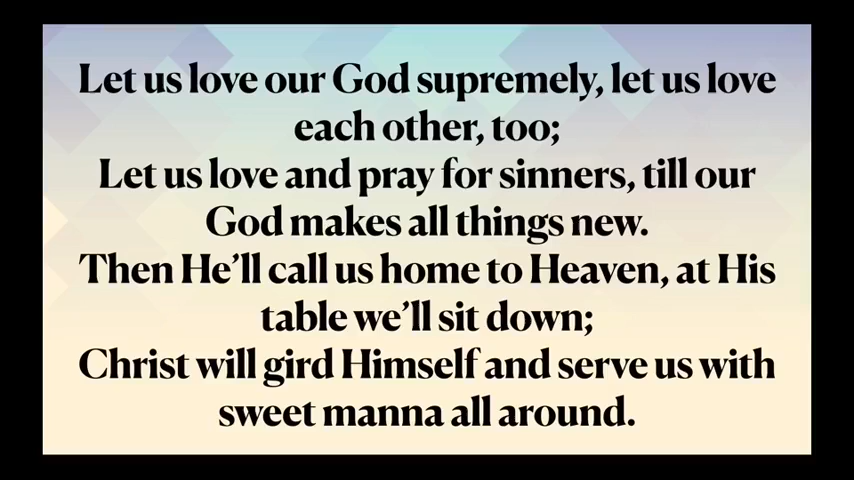 Let us love our God supremely, let us love
each other, too;
Let us love and pray for sinners, till our
God makes all things new.
Then He’ll call us home to Heaven, at His
table we’ll sit down;
Christ will gird Himself and serve us with
sweet manna all around.